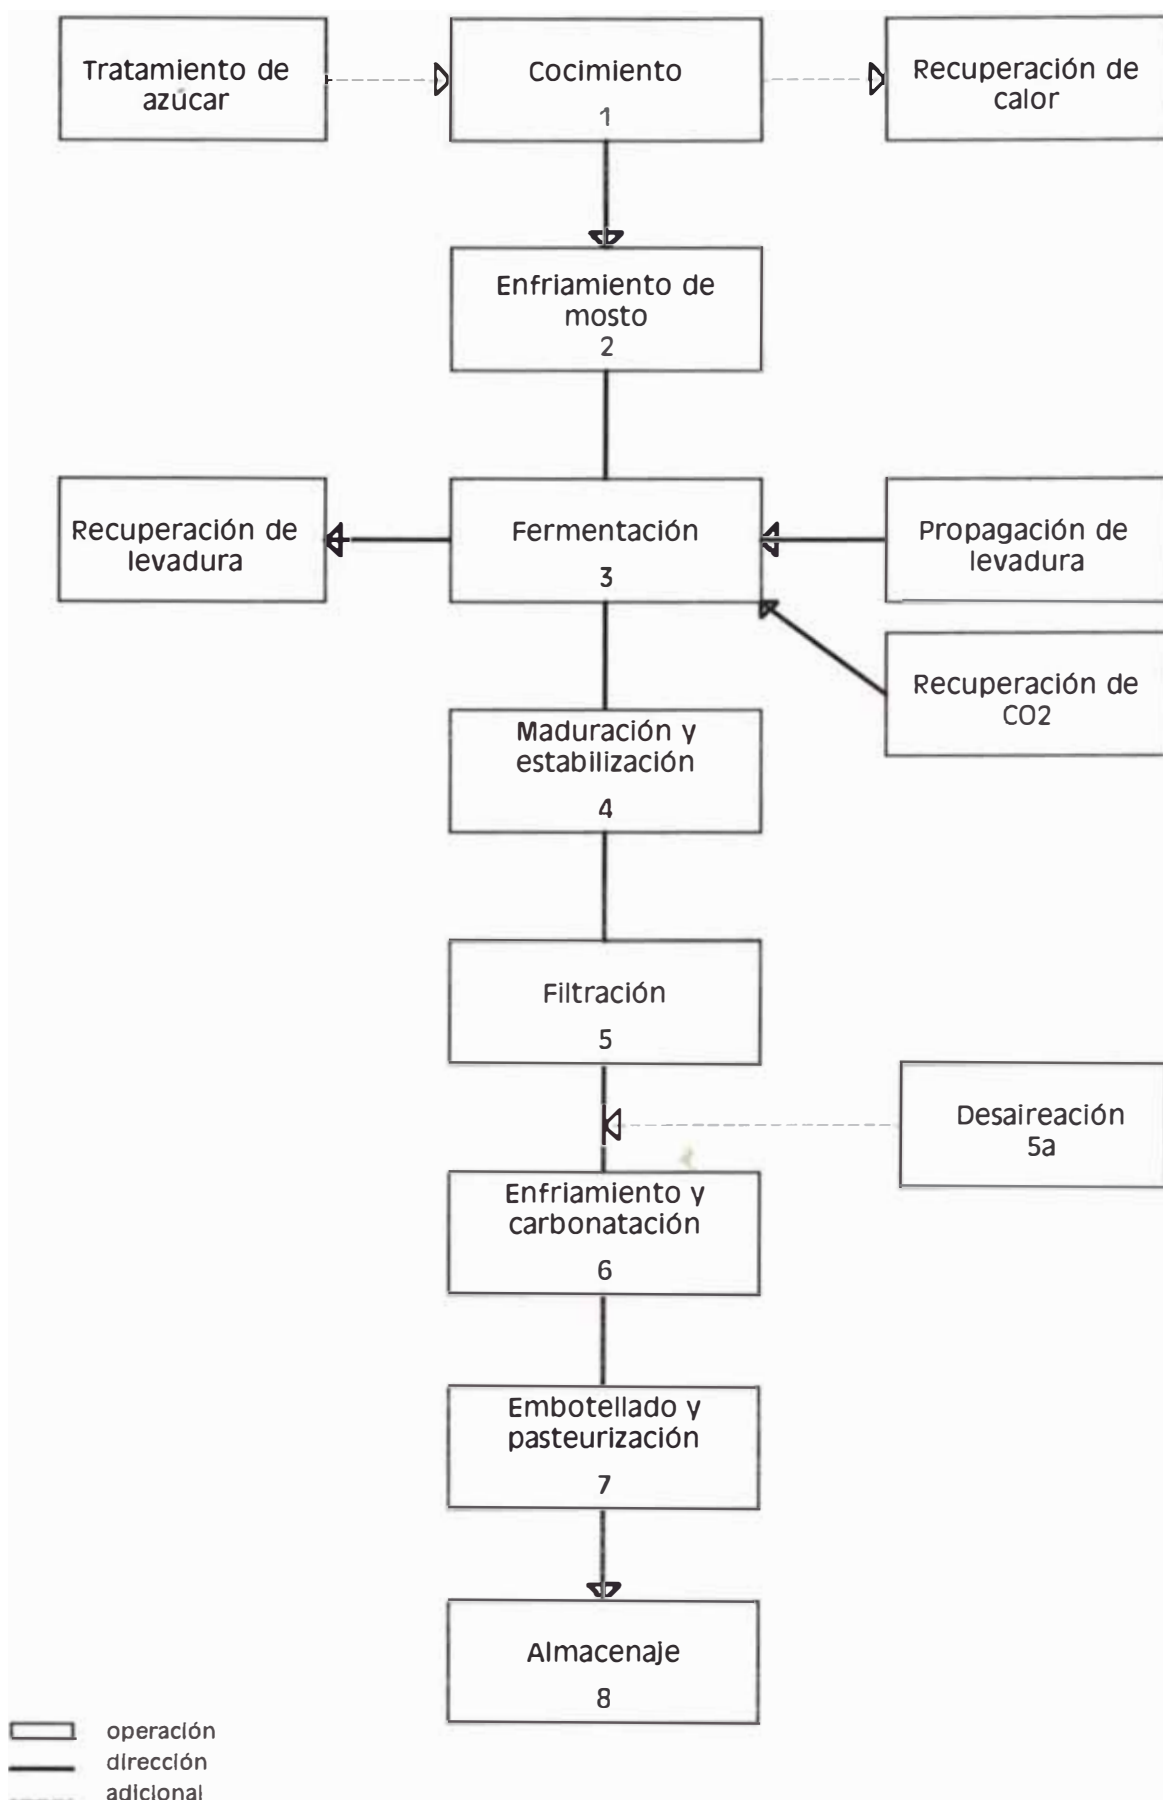 Tratamiento de
azúcar
Cocimiento
1
Recuperación de
calor
Enfriamiento de
mosto
2
Recuperación de
levadura
Fermentación
3
Propagación de
levadura
Recuperación de
CO2
Maduración y
estabilización
4
Filtración
5
Desaireación
5a
Enfriamiento y
carbonatación
6
Embotellado y
pasteurización
7
Almacenaje
8
operación
dirección
adicional